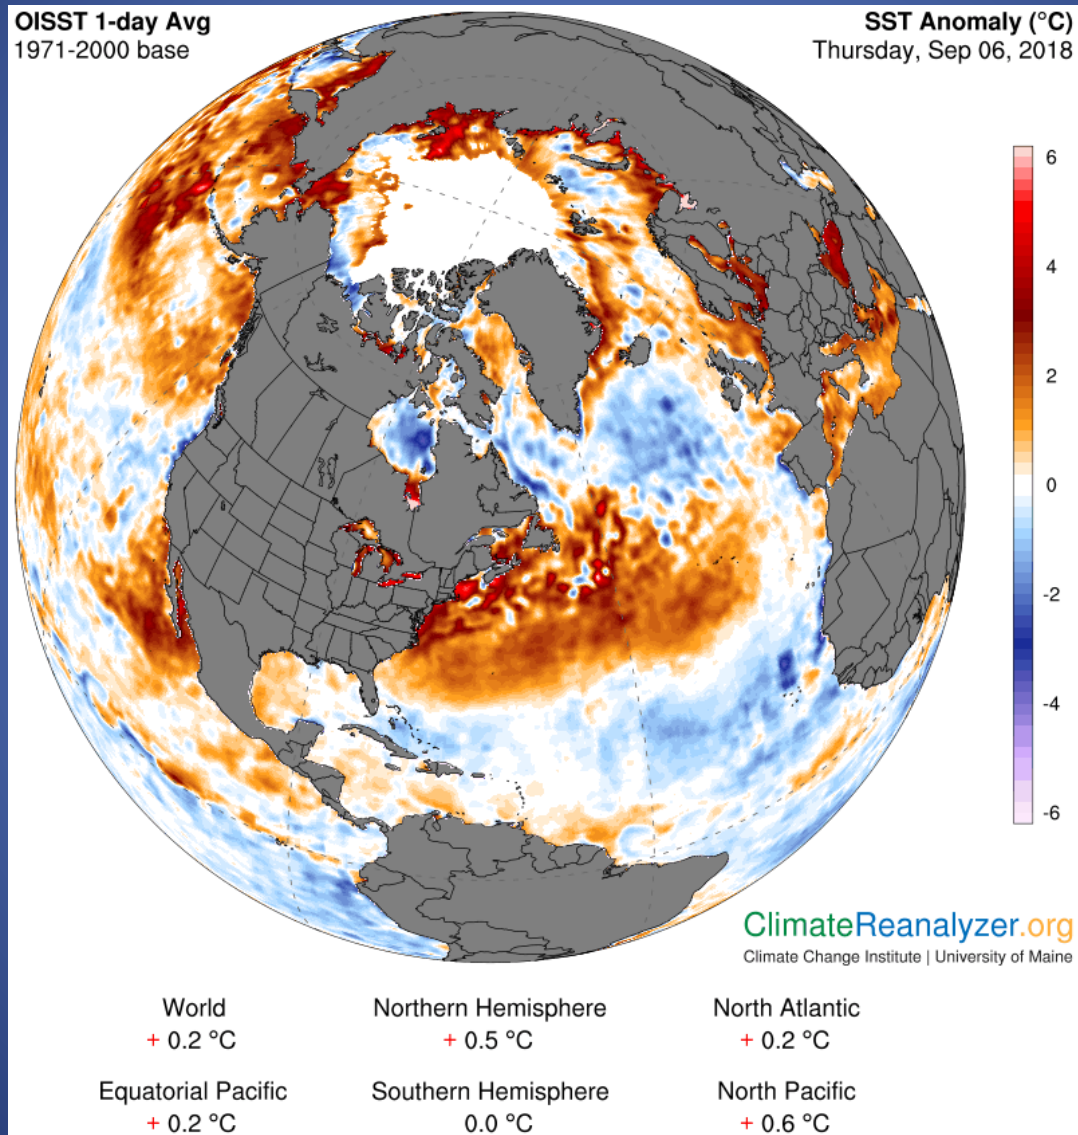 OISST 1-day Avg
1971-2000 base
SST Anomaly (°C)
Thursday, Sep 06, 2018
6
4
2
0
-2
-4
-6
ClimateReanalyzer.org
Climate Change Institute | University of Maine
World
+ 0.2 °C
Northern Hemisphere
+ 0.5 °C
North Atlantic
+ 0.2 °C
Equatorial Pacific
+ 0.2 °C
Southern Hemisphere
0.0 °C
North Pacific
+ 0.6 °C